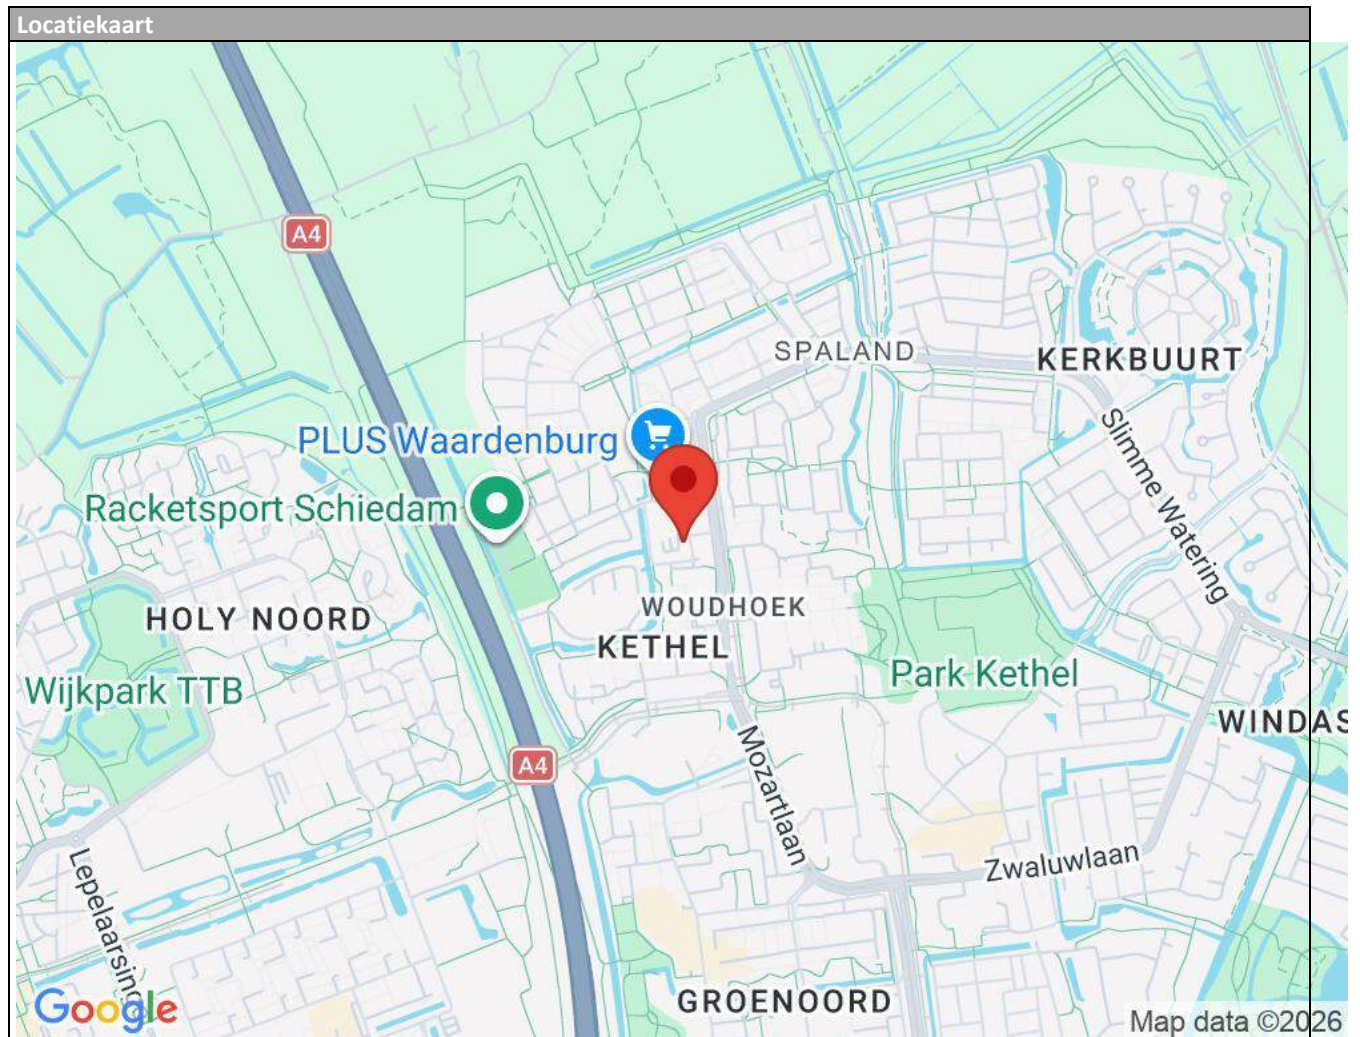 Locatiekaart
A4
SPALAND
KERKBUURT
PLUS Waardenburg
Slimme Watering
Racketsport Schiedam
HOLY NOORD
WOUDHOEK
KETHEL
Park Kethel
Wijkpark TTB
WINDAS
A4
Mozartlaan
Zwaluwlaan
Lepelaarsing
GROENOORD
Google
Map data ©2026